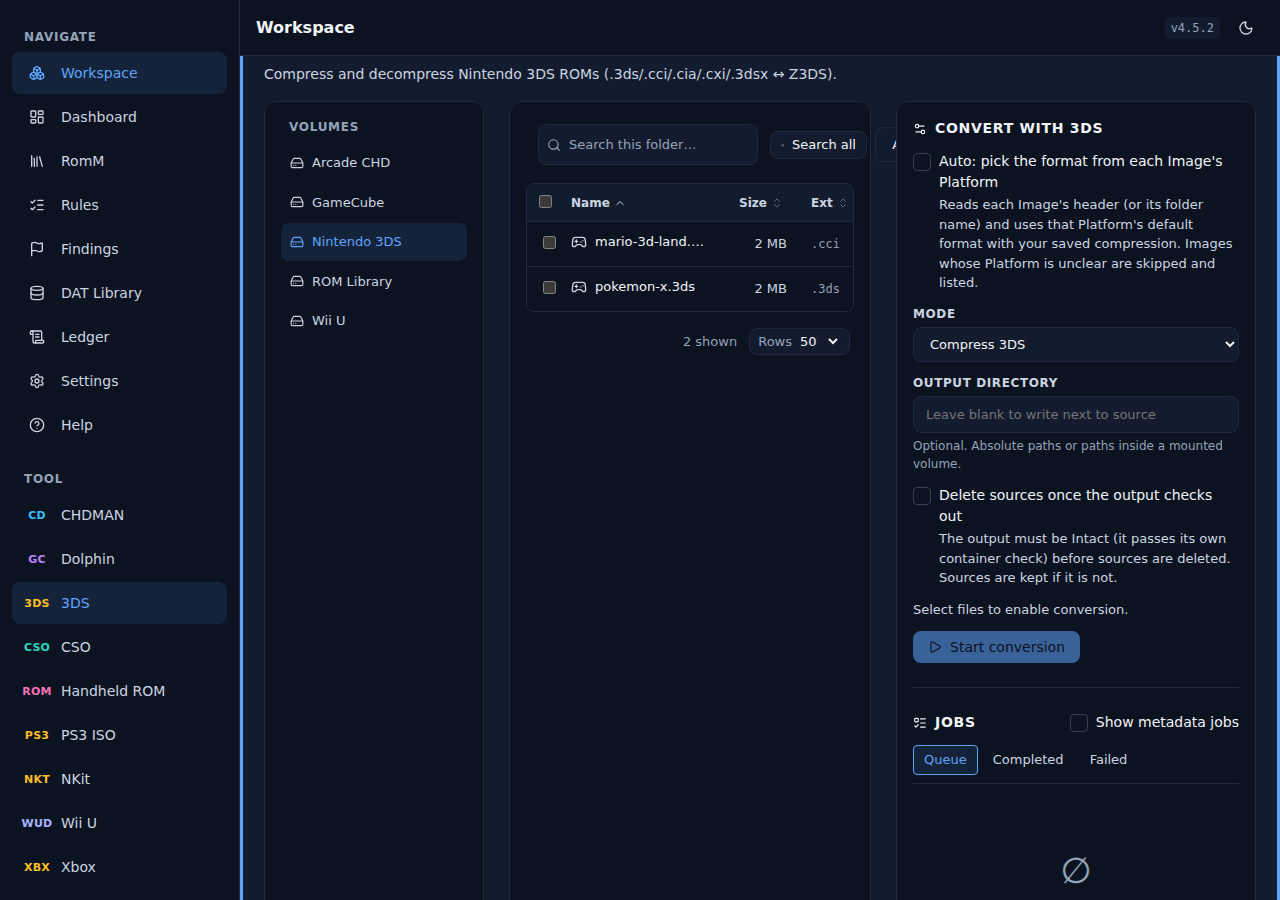 NAVIGATE
Workspace
Dashboard
RomM
Rules
Findings
DAT Library
Ledger
Settings
Help
TOOL
CD CHDMAN
GC Dolphin
3DS 3DS
CSO CSO
ROM Handheld ROM
PS3 PS3 ISO
NKT NKit
WUD Wii U
XBX Xbox
Workspace
v4.5.2
Compress and decompress Nintendo 3DS ROMs (.3ds/.cci/.cia/.cxi/.3dsx ↔ Z3DS).
VOLUMES
Arcade CHD
GameCube
Nintendo 3DS
ROM Library
Wii U
Search this folder…
Search all
Name Size Ext
mario-3d-land.... 2 MB .cci
pokemon-x.3ds 2 MB .3ds
2 shown Rows 50
CONVERT WITH 3DS
Auto: pick the format from each Image's
Platform
Reads each Image's header (or its folder
name) and uses that Platform's default
format with your saved compression. Images
whose Platform is unclear are skipped and
listed.
MODE
Compress 3DS
OUTPUT DIRECTORY
Leave blank to write next to source
Optional. Absolute paths or paths inside a mounted
volume.
Delete sources once the output checks
out
The output must be Intact (it passes its own
container check) before sources are deleted.
Sources are kept if it is not.
Select files to enable conversion.
Start conversion
JOBS
Show metadata jobs
Queue Completed Failed